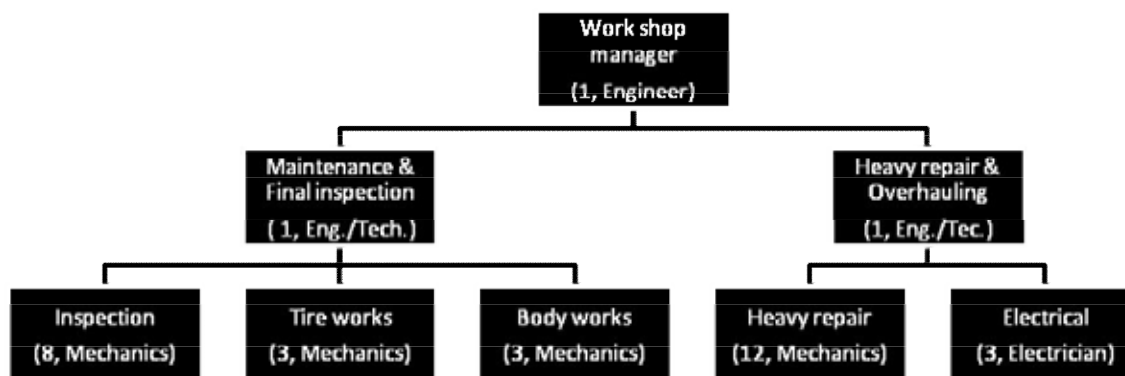 Work shop
manager
(1, Engineer)
Maintenance &
Final inspection
( 1, Eng./Tech.)
Heavy repair &
Overhauling
(1, Eng./Tec.)
Inspection
(8, Mechanics)
Tire works
(3, Mechanics)
Body works
(3, Mechanics)
Heavy repair
(12, Mechanics)
Electrical
(3, Electrician)